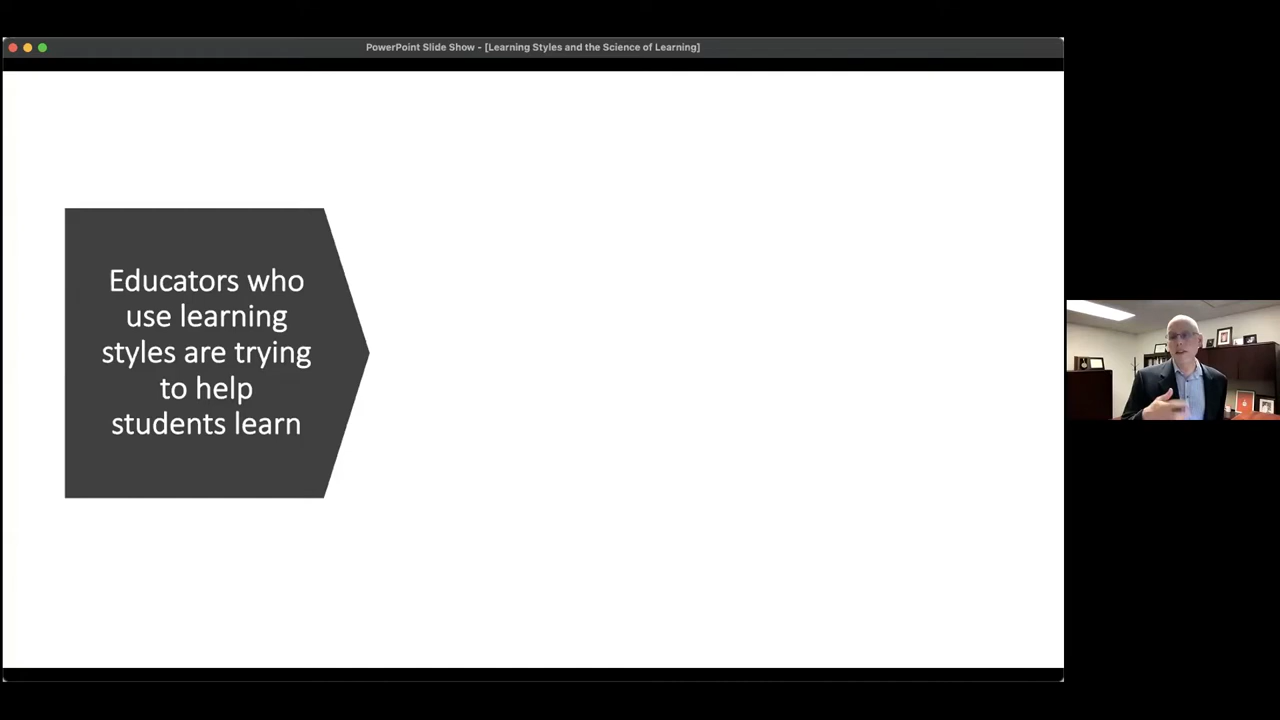 PowerPoint Slide Show - [Learning Styles and the Science of Learning]
Educators who
use learning
styles are trying
to help
students learn